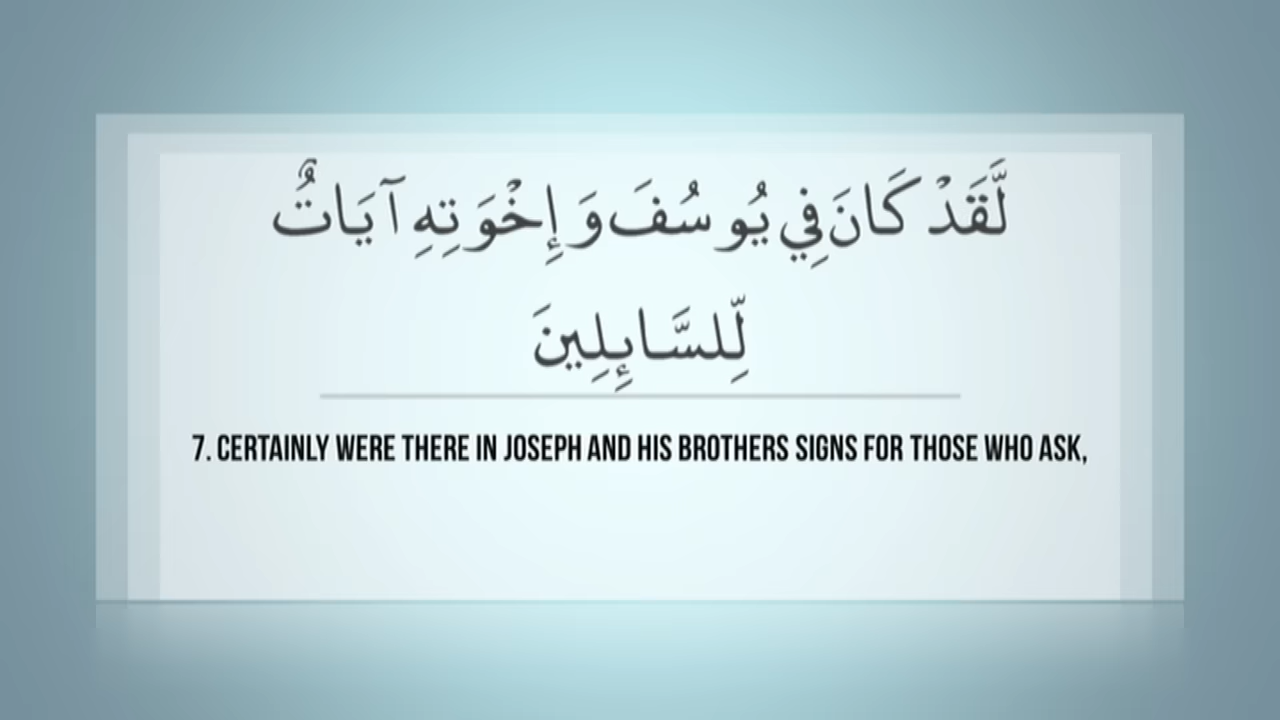 لَّقَدْ كَانَ فِي يُوسُفَ وَإِخْوَتِهِ آيَاتٌ
لِّلسَّائِلِينَ
7. CERTAINLY WERE THERE IN JOSEPH AND HIS BROTHERS SIGNS FOR THOSE WHO ASK,